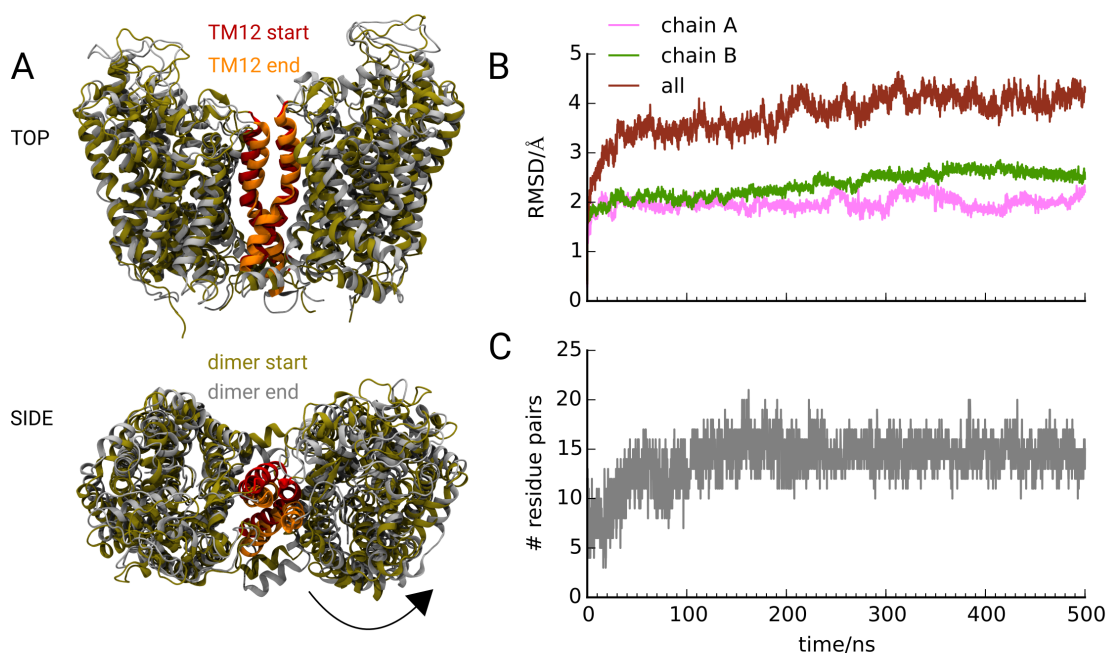 A
TM12 start
TM12 end
TOP
dimer start
dimer end
SIDE
B
chain A
chain B
all
RMSD/Å
5
4
3
2
1
0
C
# residue pairs
25
20
15
10
5
0
0 100 200 300 400 500
time/ns